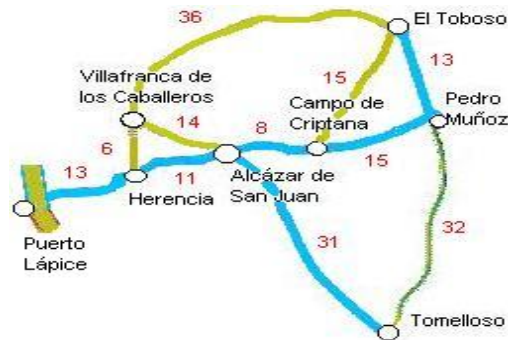 36
El Toboso
13
Villafranca de
los Caballeros
15
Campo de
Criptana
Pedro
Muñoz
14
8
6
15
13
11
Herencia
Alcázar de
San Juan
Puerto
Lápice
31
32
Tomelloso